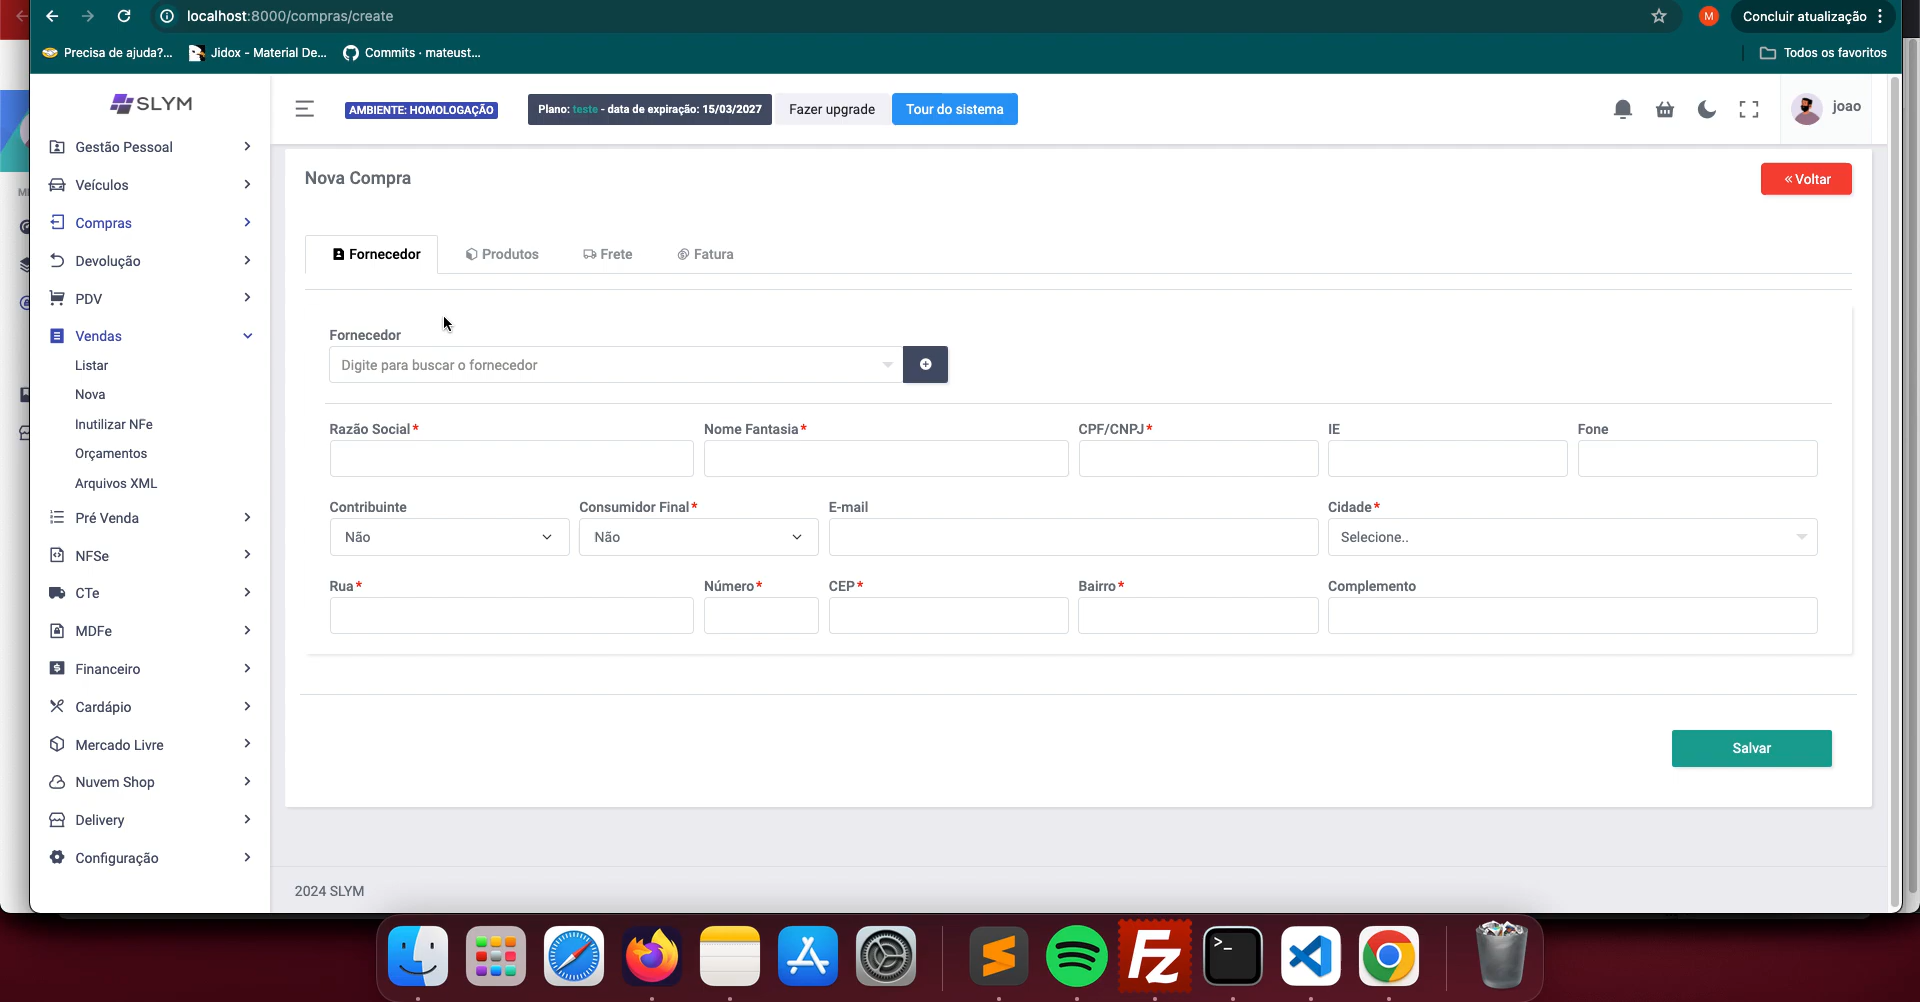 localhost:8000/compras/create
M
Concluir atualização
Precisa de ajuda?...
Jidox - Material De...
Commits · mateust...
Todos os favoritos
SLYM
AMBIENTE: HOMOLOGAÇÃO
Plano: teste - data de expiração: 15/03/2027
Fazer upgrade
Tour do sistema
joao
Gestão Pessoal
Veículos
Compras
Devolução
PDV
Vendas
Listar
Nova
Inutilizar NFe
Orçamentos
Arquivos XML
Pré Venda
NFSe
CTe
MDFe
Financeiro
Cardápio
Mercado Livre
Nuvem Shop
Delivery
Configuração
Nova Compra
« Voltar
Fornecedor
Produtos
Frete
Fatura
Fornecedor
Digite para buscar o fornecedor
Razão Social*
Nome Fantasia*
CPF/CNPJ*
IE
Fone
Contribuinte
Consumidor Final*
E-mail
Cidade*
Não
Não
Selecione..
Rua*
Número*
CEP*
Bairro*
Complemento
Salvar
2024 SLYM